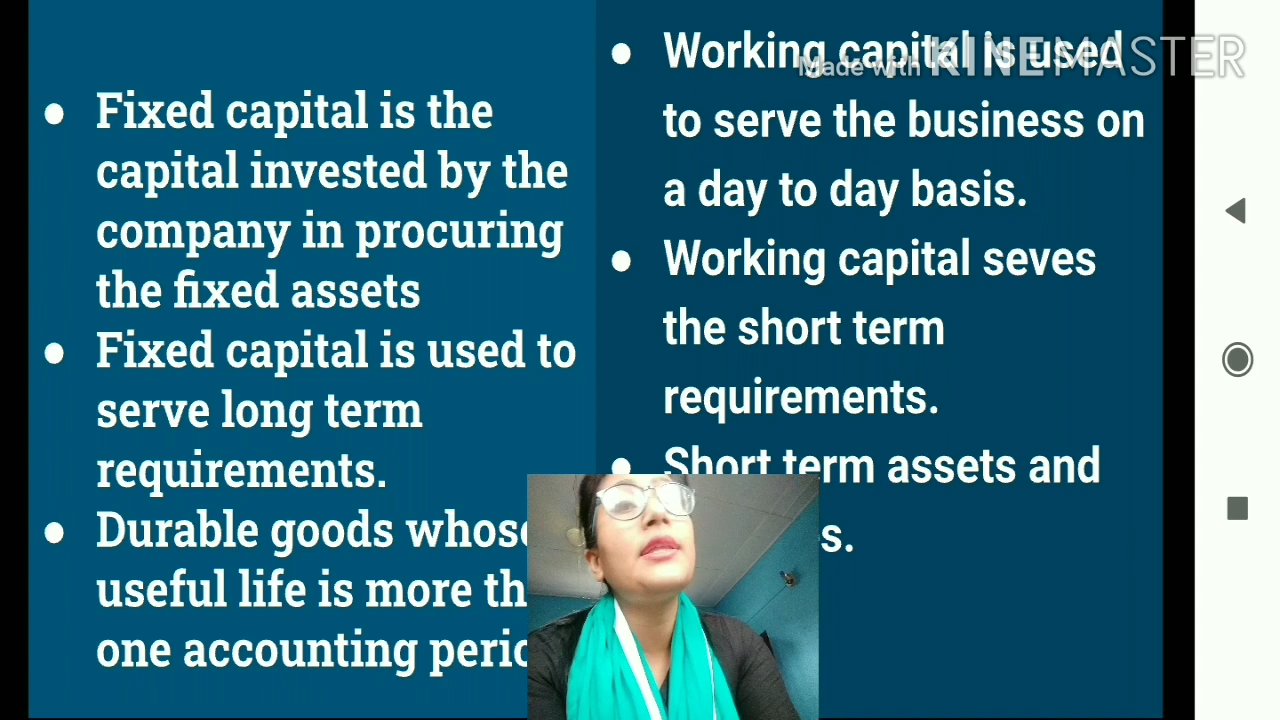 ● Fixed capital is the
capital invested by the
company in procuring
the fixed assets
● Fixed capital is used to
serve long term
requirements.
● Durable goods whose
useful life is more
one accounting
● Working capital is used
to serve the business on
a day to day basis.
● Working capital seves
the short term
requirements.
● Short term assets and
Made with KINEMASTER